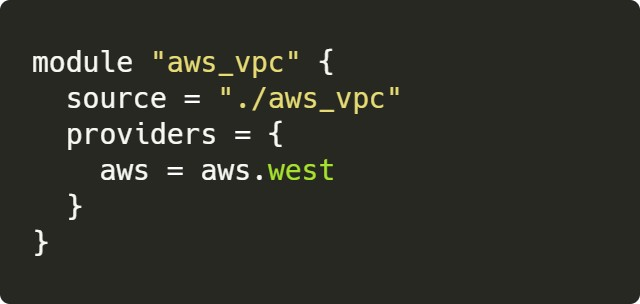 module "aws_vpc" {
  source = "./aws_vpc"
  providers = {
    aws = aws.west
  }
}